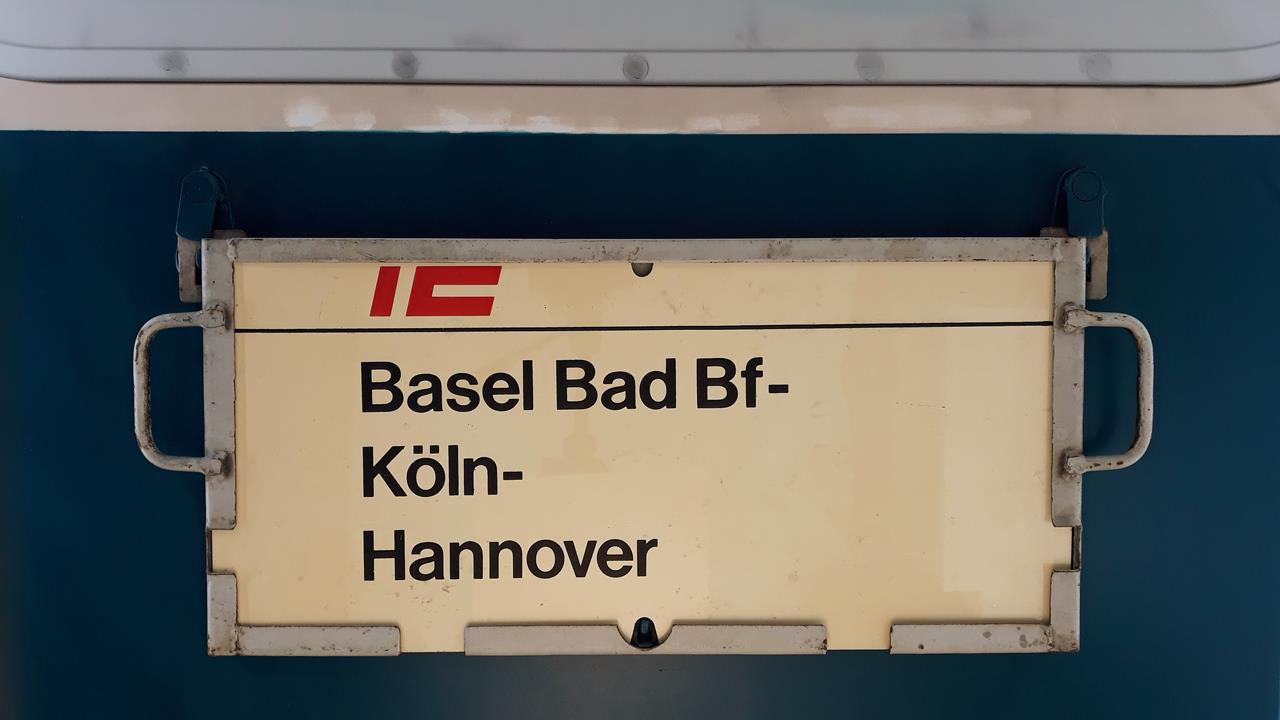 IC
Basel Bad Bf-
Köln-
Hannover